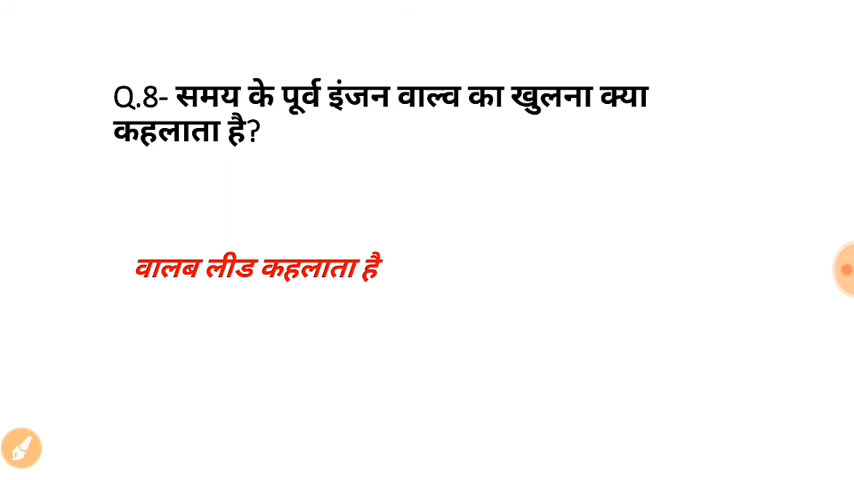 Q.8- समय के पूर्व इंजन वाल्व का खुलना क्या
कहलाता है?
वालब लीड कहलाता है